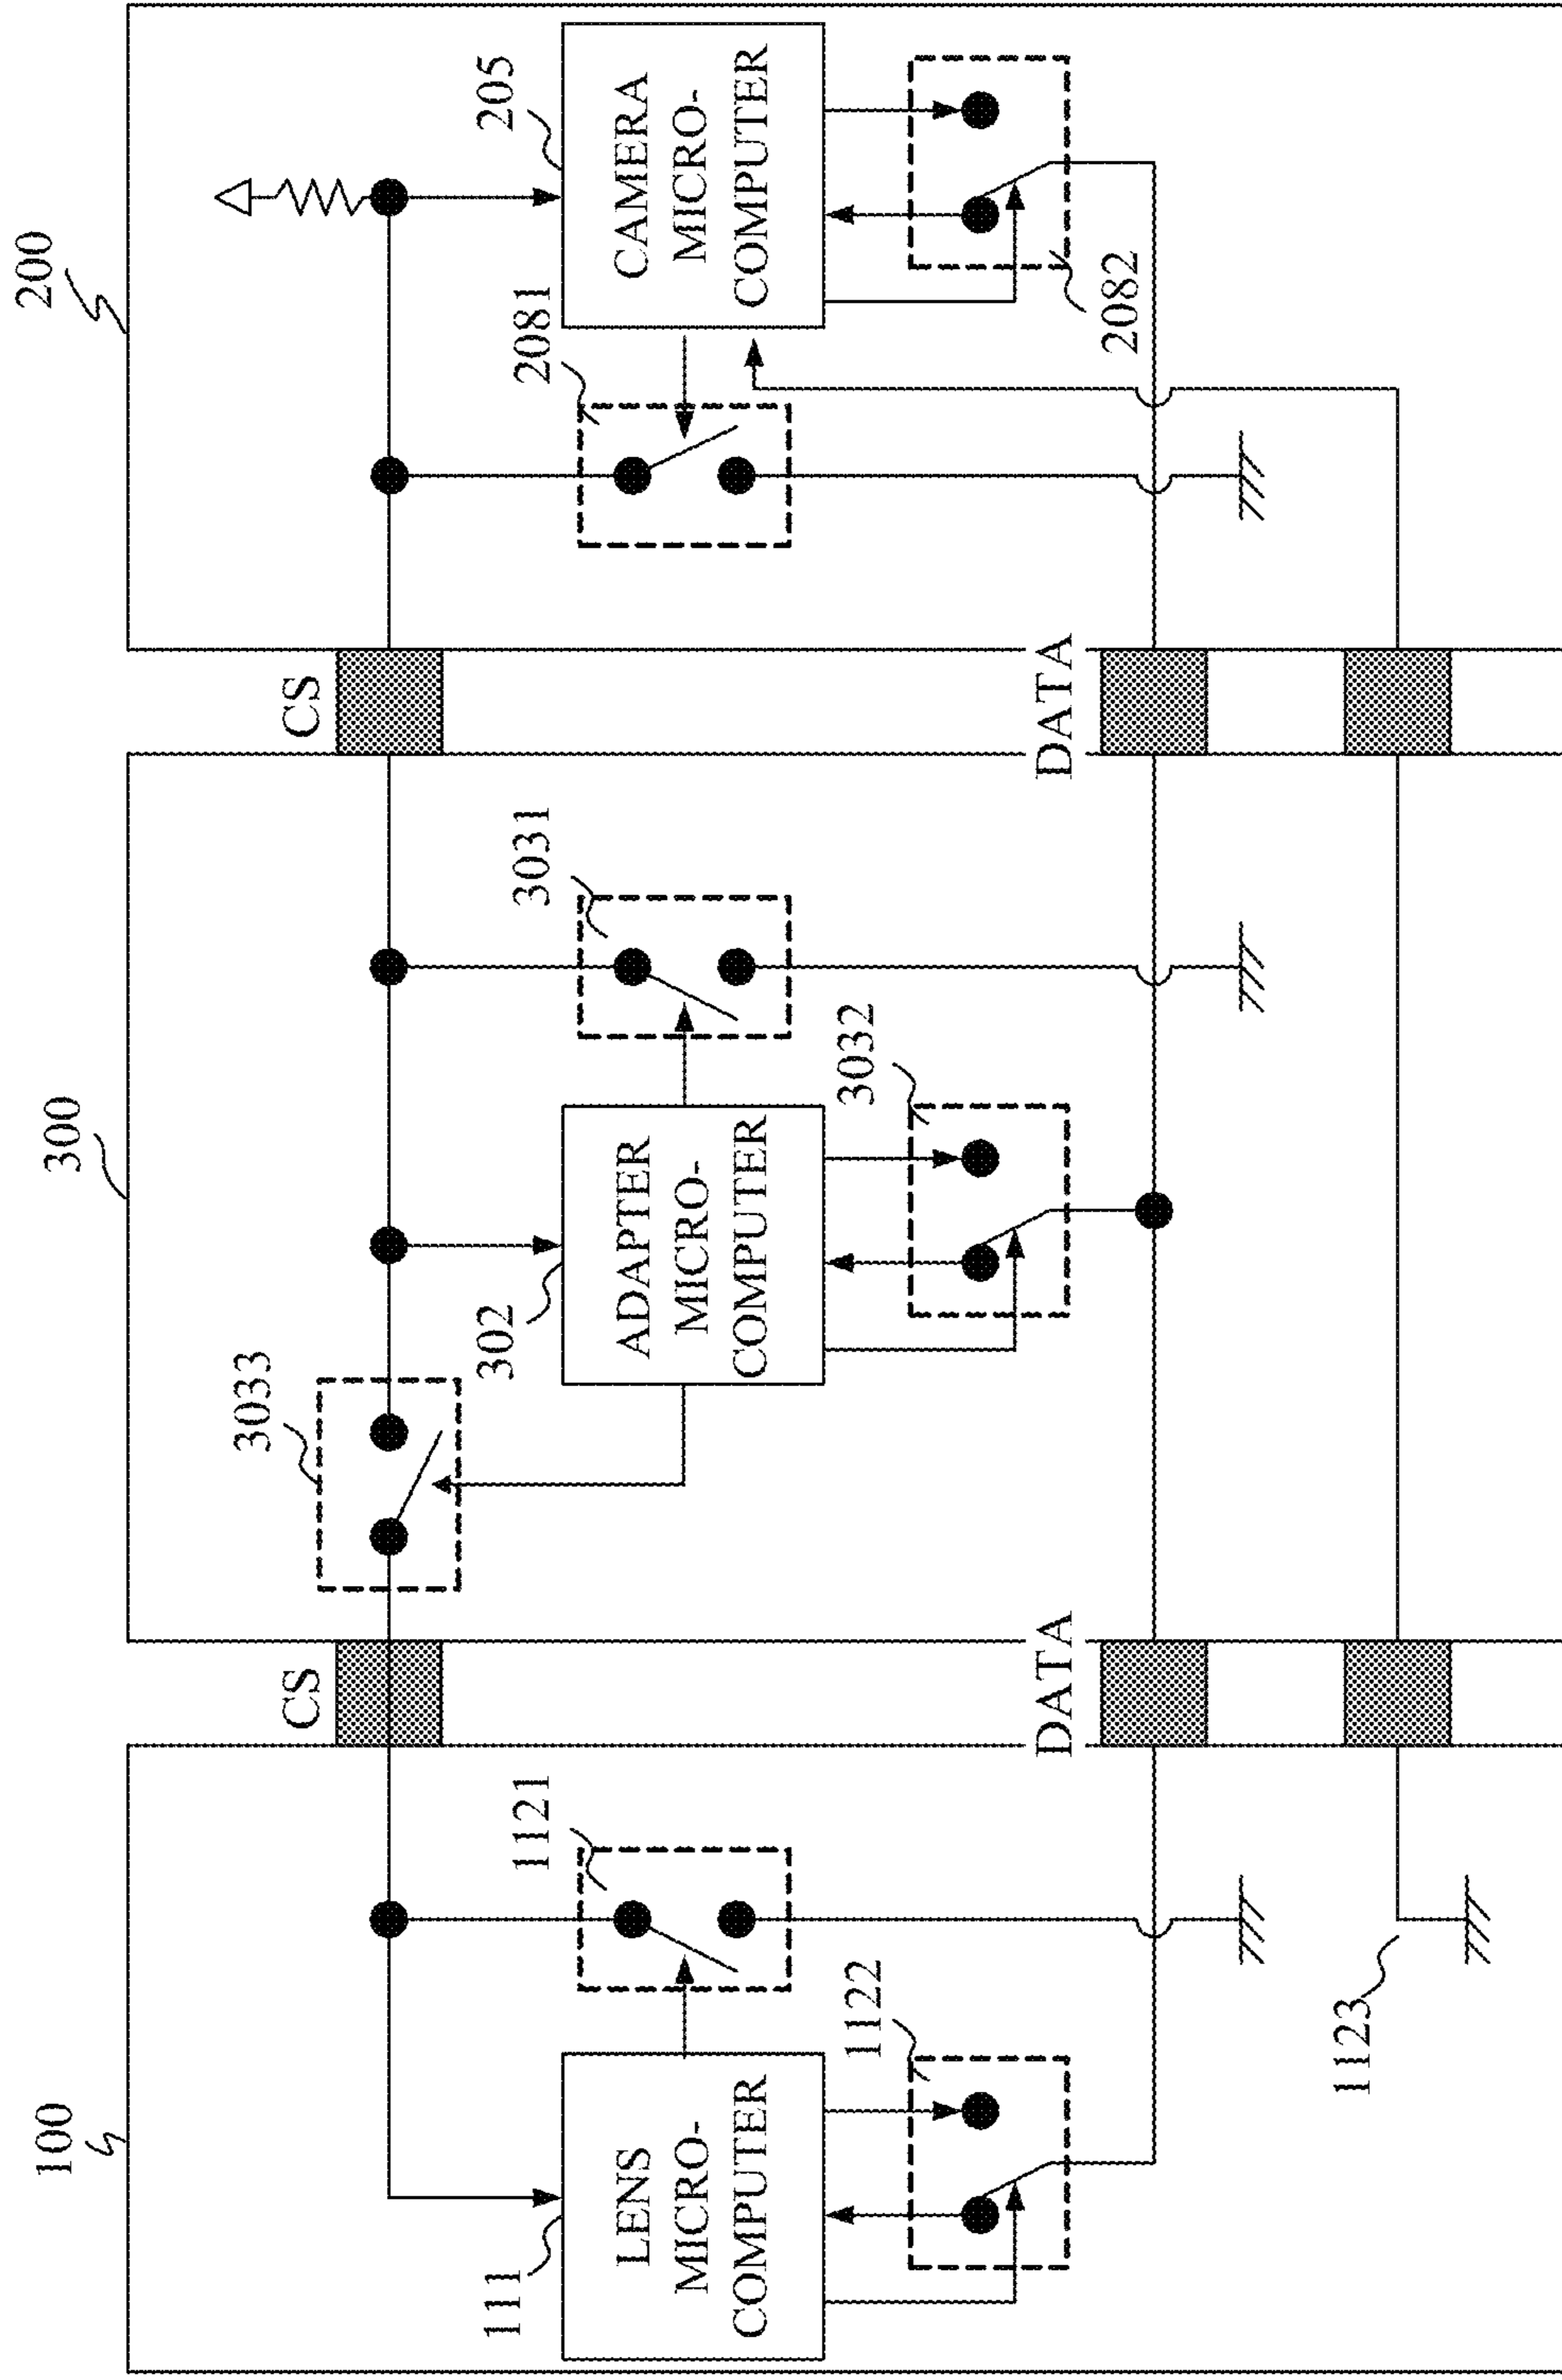 100
300
200
CS
CS
3033
111
LENS
MICRO-
COMPUTER
1121
302
ADAPTER
MICRO-
COMPUTER
3031
2081
205
CAMERA
MICRO-
COMPUTER
1122
3032
2082
DATA
DATA
1123